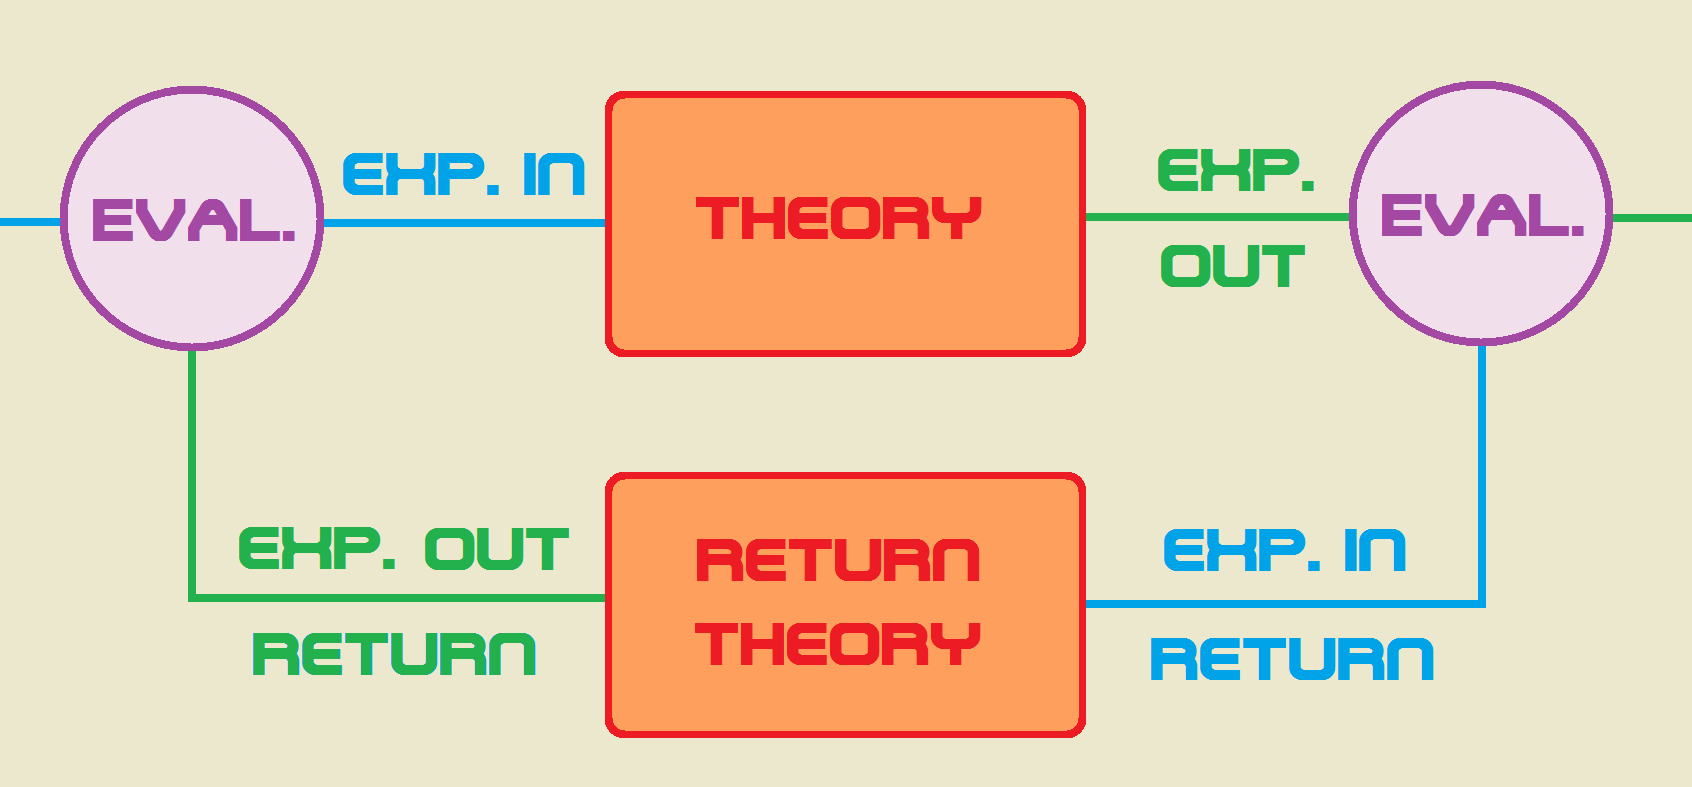 EVAL.
EXP. IN
THEORY
EXP.
OUT
EVAL.
EXP. OUT
RETURN
RETURN
THEORY
EXP. IN
RETURN